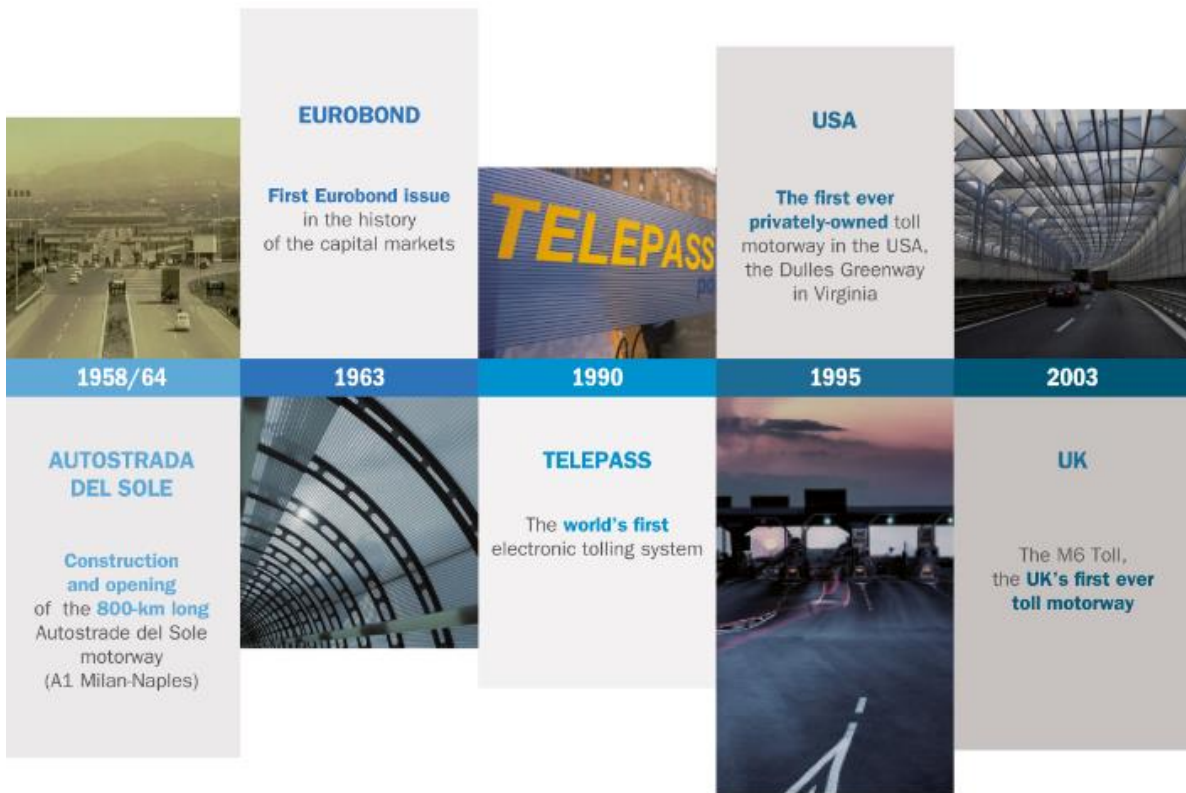 EUROBOND
First Eurobond issue
in the history
of the capital markets
TELEPASS
USA
The first ever
privately-owned toll
motorway in the USA,
the Dulles Greenway
in Virginia
1958/64
1963
1990
1995
2003
AUTOSTRADA
DEL SOLE
Construction
and opening
of the 800-km long
Autostrade del Sole
motorway
(A1 Milan-Naples)
TELEPASS
The world's first
electronic tolling system
UK
The M6 Toll,
the UK's first ever
toll motorway